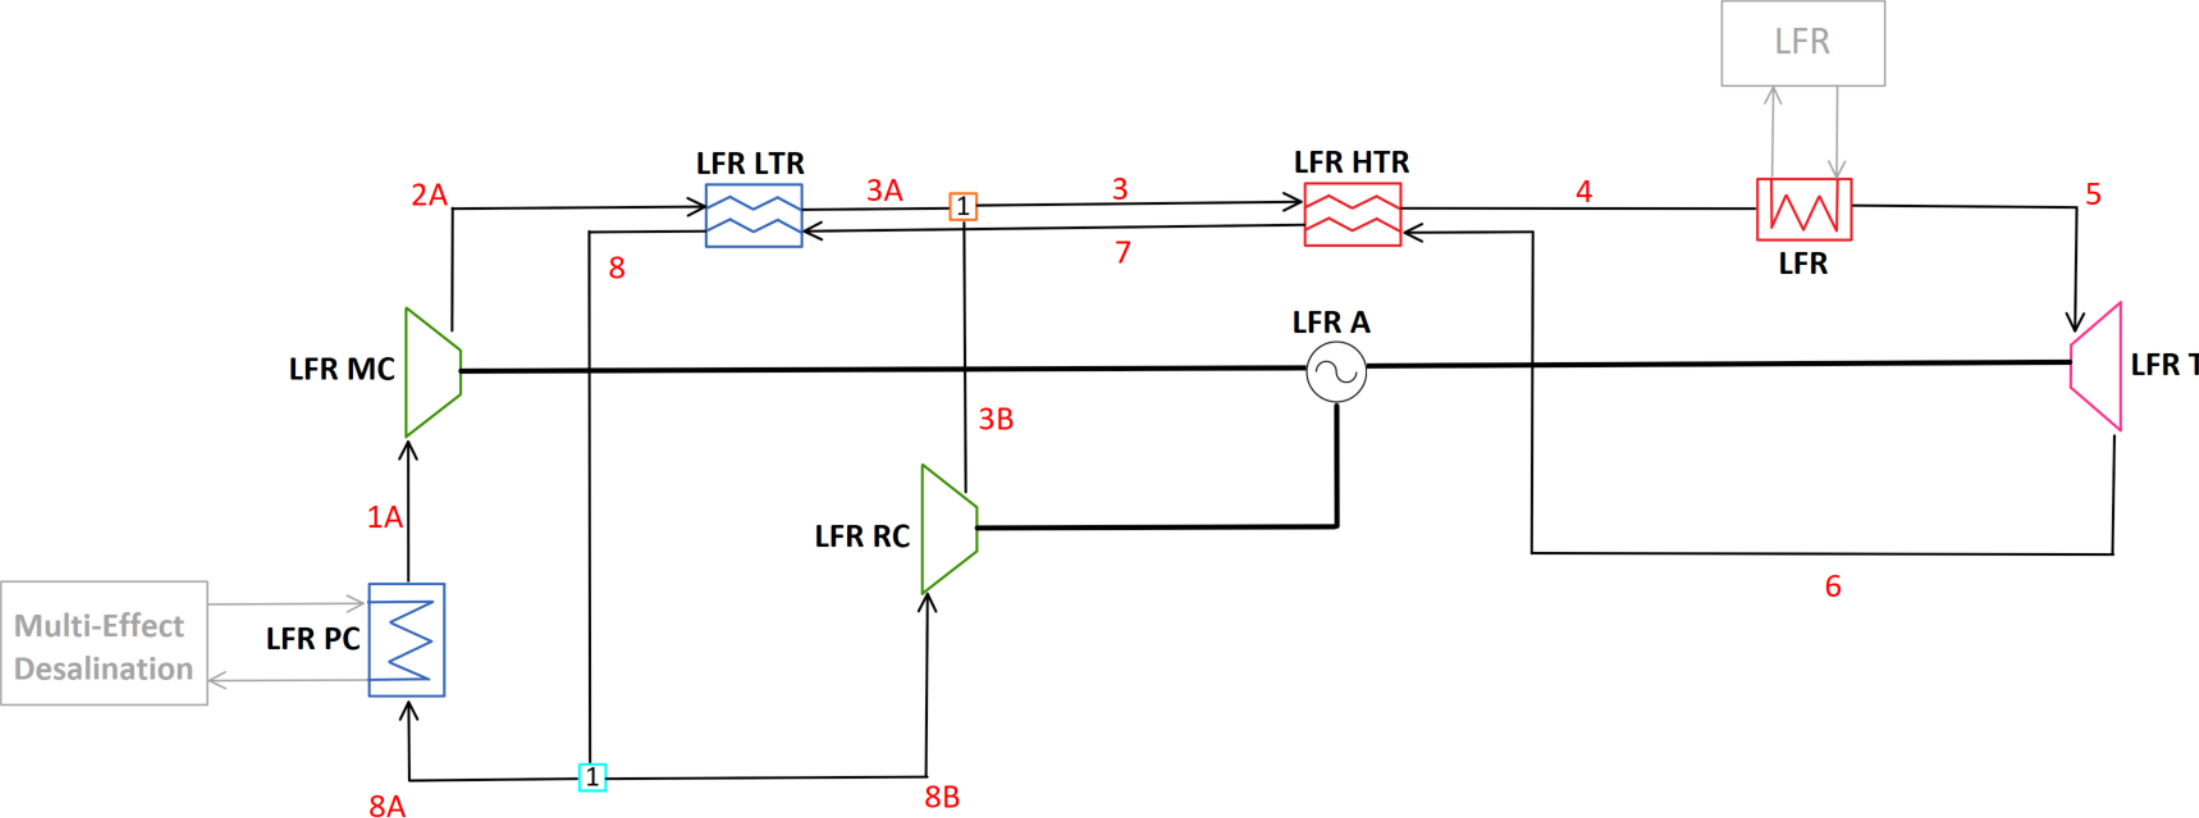 LFR
LFR LTR
LFR HTR
2A
3A
1
3
4
5
8
7
LFR
LFR A
LFR MC
LFR T
3B
1A
LFR RC
6
Multi-Effect
Desalination
LFR PC
1
8A
8B